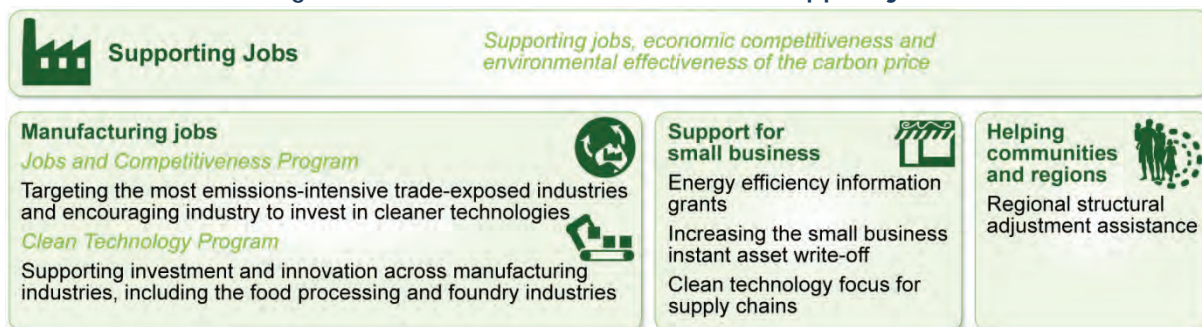 Supporting Jobs
Supporting jobs, economic competitiveness and
environmental effectiveness of the carbon price
Manufacturing jobs
Jobs and Competitiveness Program
Targeting the most emissions-intensive trade-exposed industries
and encouraging industry to invest in cleaner technologies
Clean Technology Program
Supporting investment and innovation across manufacturing
industries, including the food processing and foundry industries
Support for
small business
Energy efficiency information
grants
Increasing the small business
instant asset write-off
Clean technology focus for
supply chains
Helping
communities
and regions
Regional structural
adjustment assistance